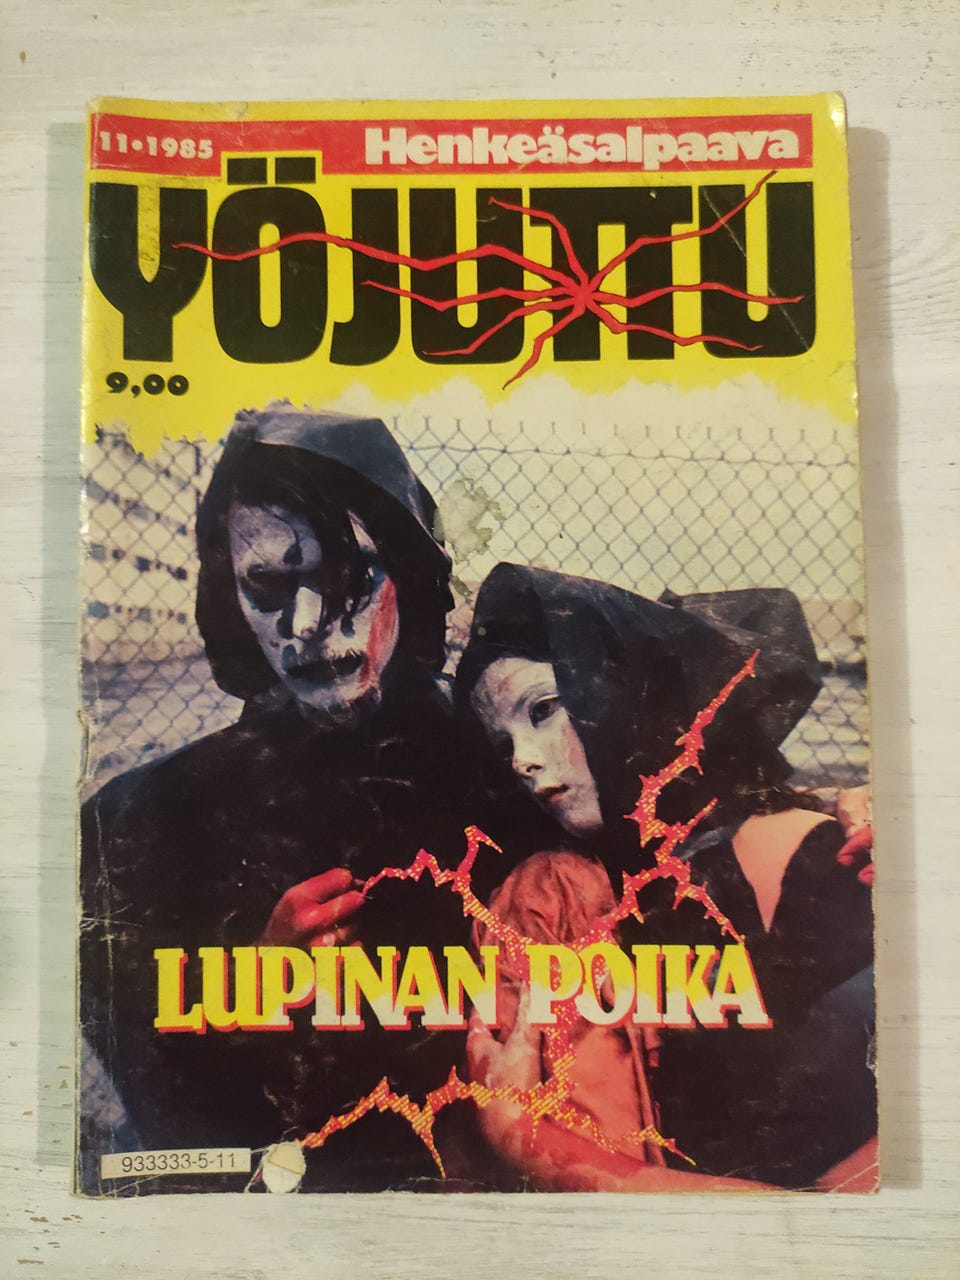 11•1985
Henkeäsalpaava
YÖJUTTU
9,00
LUPINAN POIKA
933333-5-11